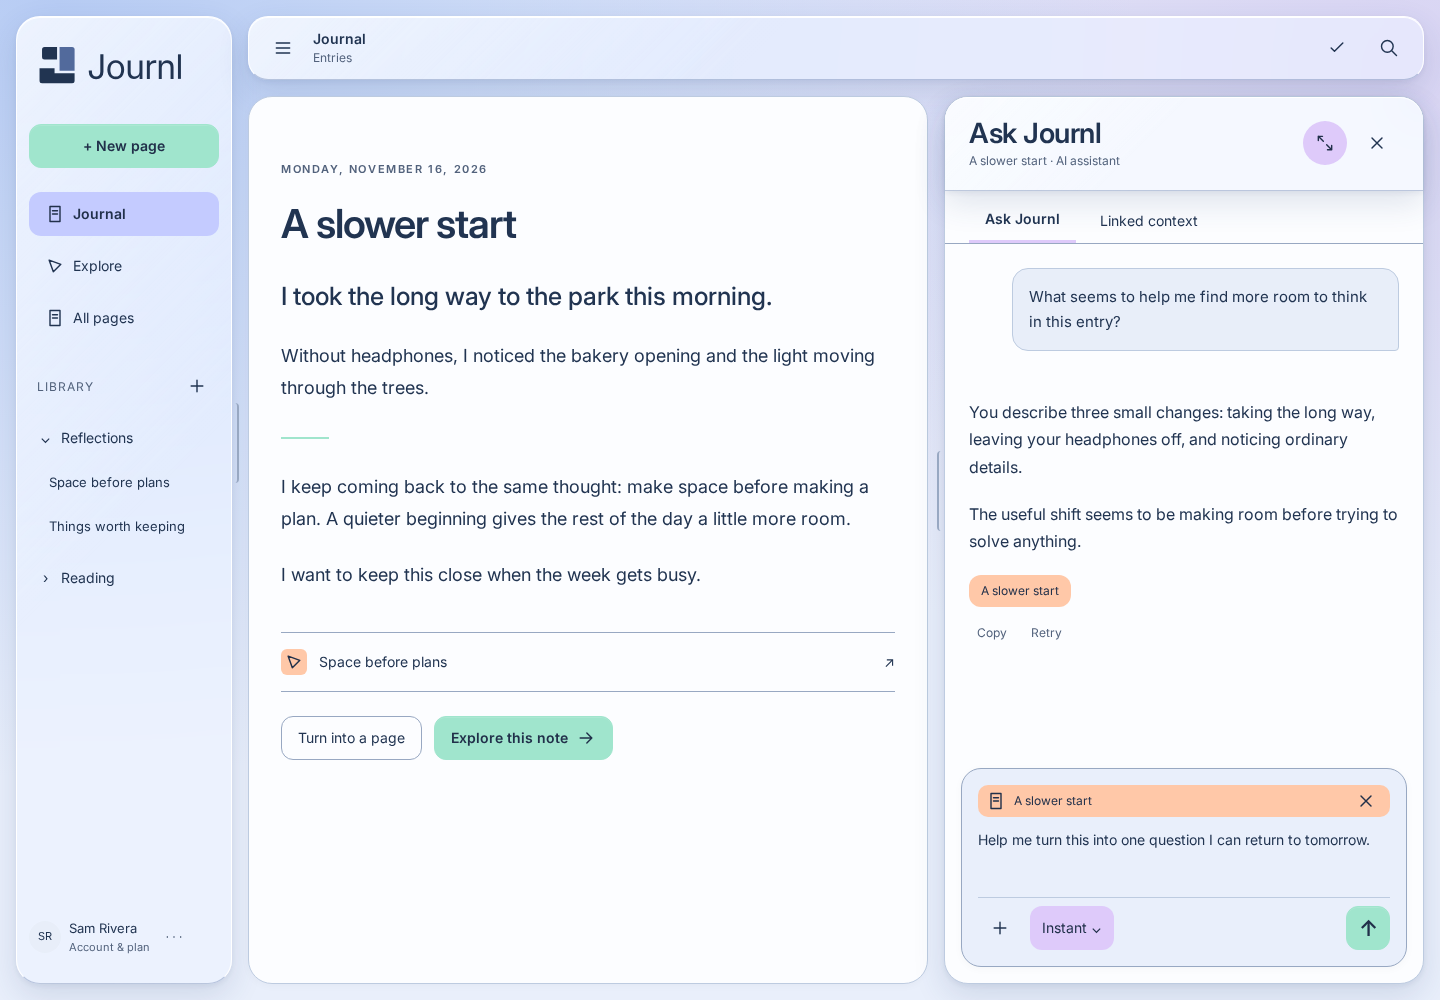 Journl
+ New page
Journal
Explore
All pages
LIBRARY
Reflections
Space before plans
Things worth keeping
Reading
SR
Sam Rivera
Account & plan
Journal
Entries
MONDAY, NOVEMBER 16, 2026
A slower start
I took the long way to the park this morning.
Without headphones, I noticed the bakery opening and the light moving
through the trees.
I keep coming back to the same thought: make space before making a
plan. A quieter beginning gives the rest of the day a little more room.
I want to keep this close when the week gets busy.
Space before plans
Turn into a page
Explore this note
Ask Journl
A slower start · AI assistant
Ask Journl
Linked context
What seems to help me find more room to think
in this entry?
You describe three small changes: taking the long way,
leaving your headphones off, and noticing ordinary
details.
The useful shift seems to be making room before trying to
solve anything.
A slower start
Copy
Retry
A slower start
Help me turn this into one question I can return to tomorrow.
Instant